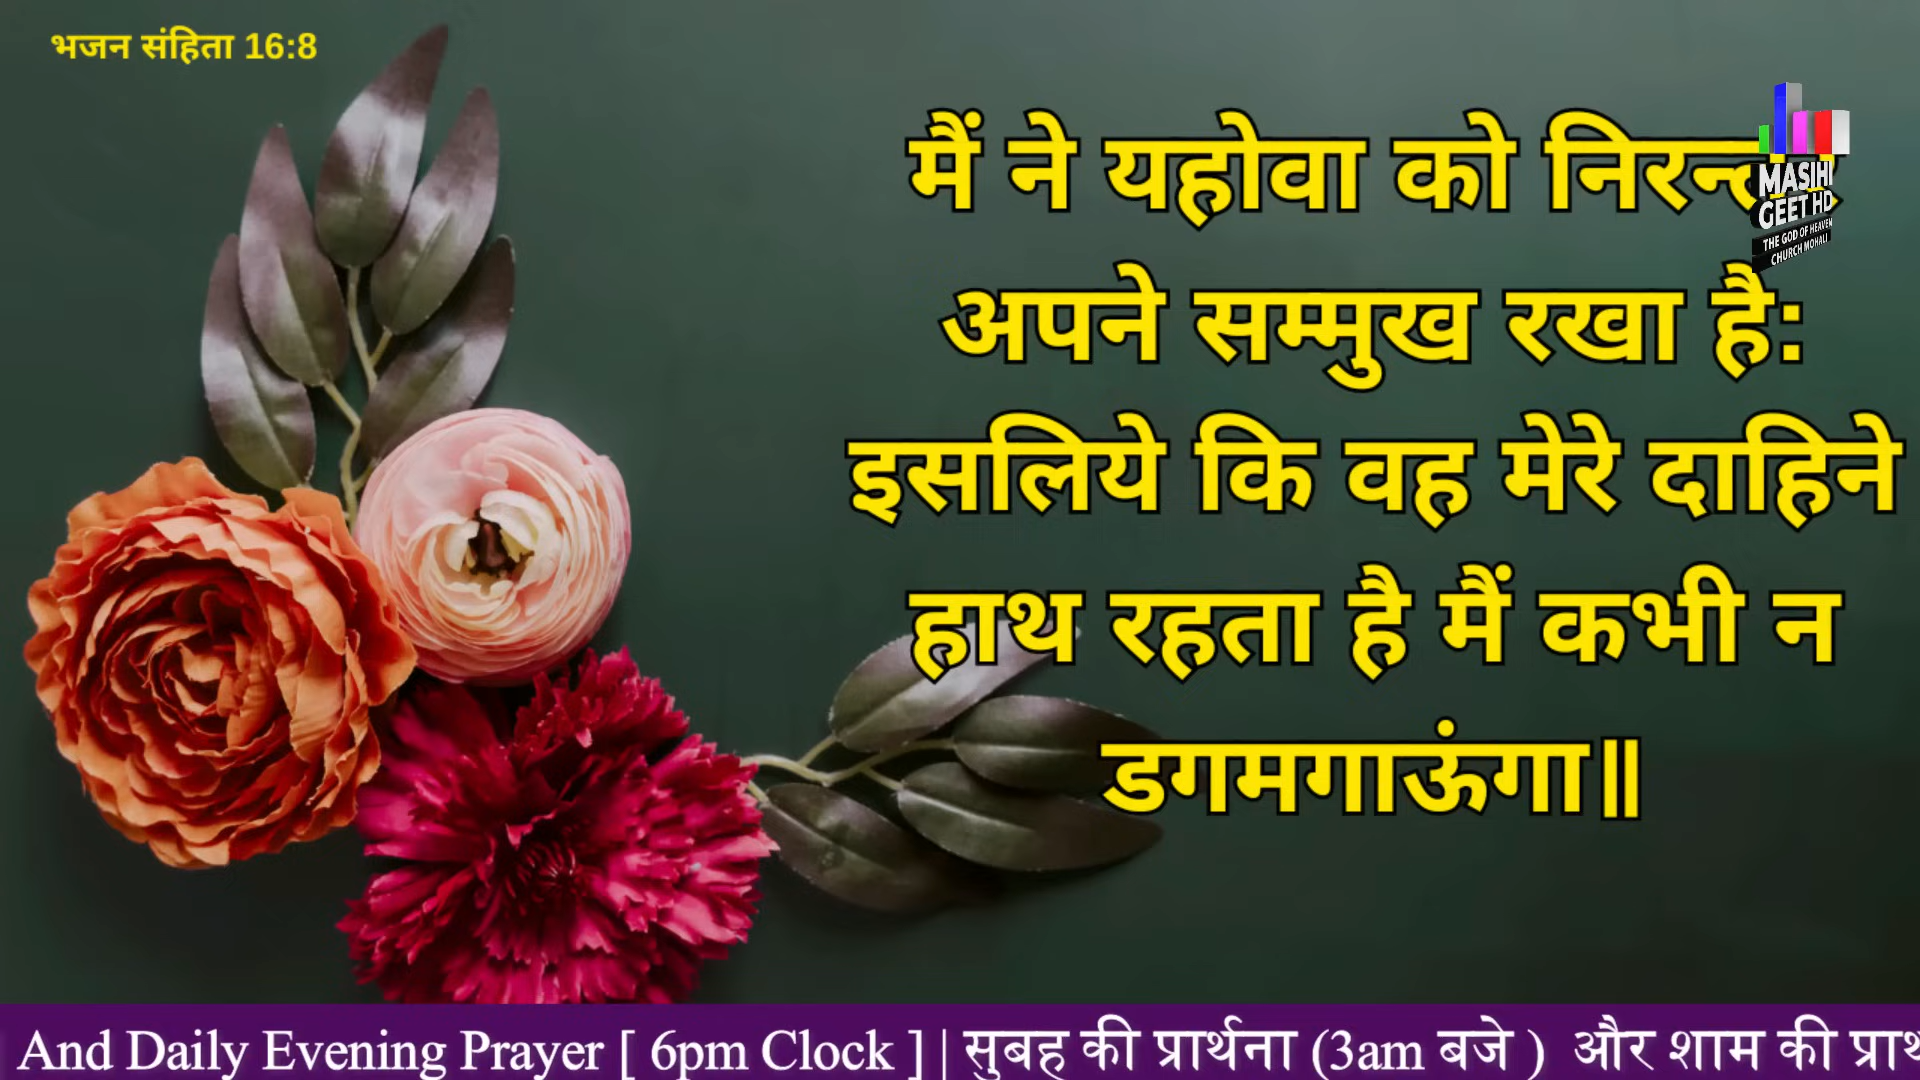 भजन संहिता 16:8
मैं ने यहोवा को
अपने सम्मुख रखा है:
इसलिये कि वह मेरे दाहिने
हाथ रहता है मैं कभी न
डगमगाऊंगा॥
MASIHI
GEET HD
THE GOD OF HEAVEN
CHURCH MOHALI
And Daily Evening Prayer [ 6pm Clock ] | सुबह की प्रार्थना (3am बजे ) और शाम की